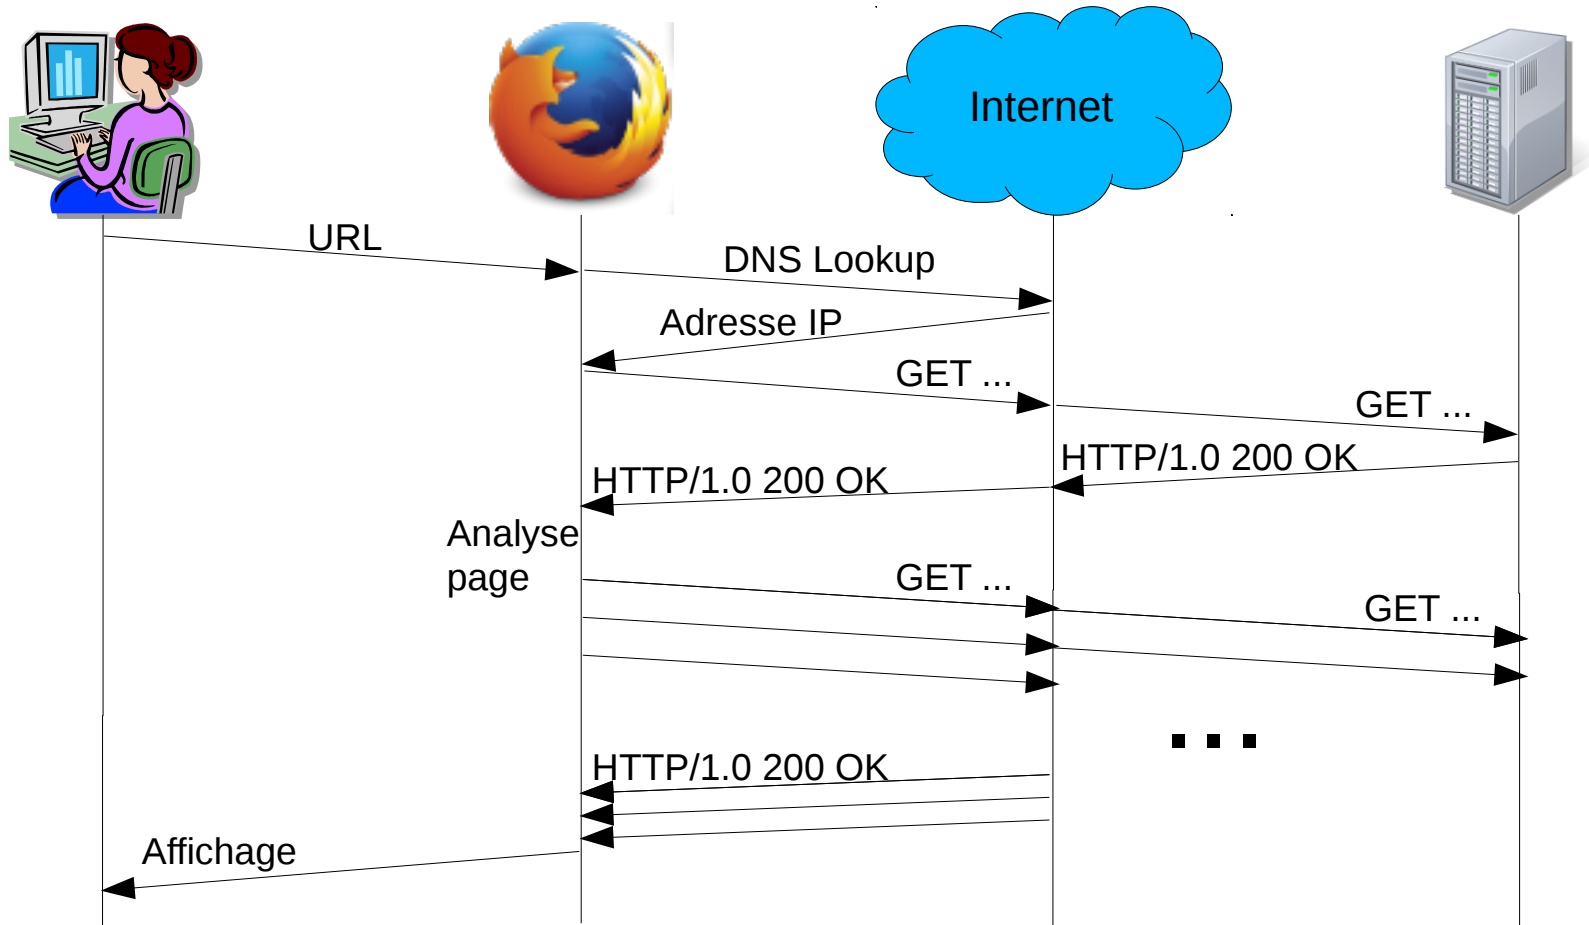 Internet
URL
DNS Lookup
Adresse IP
GET ...
GET ...
HTTP/1.0 200 OK
HTTP/1.0 200 OK
Analyse
page
GET ...
GET ...
...
HTTP/1.0 200 OK
Affichage